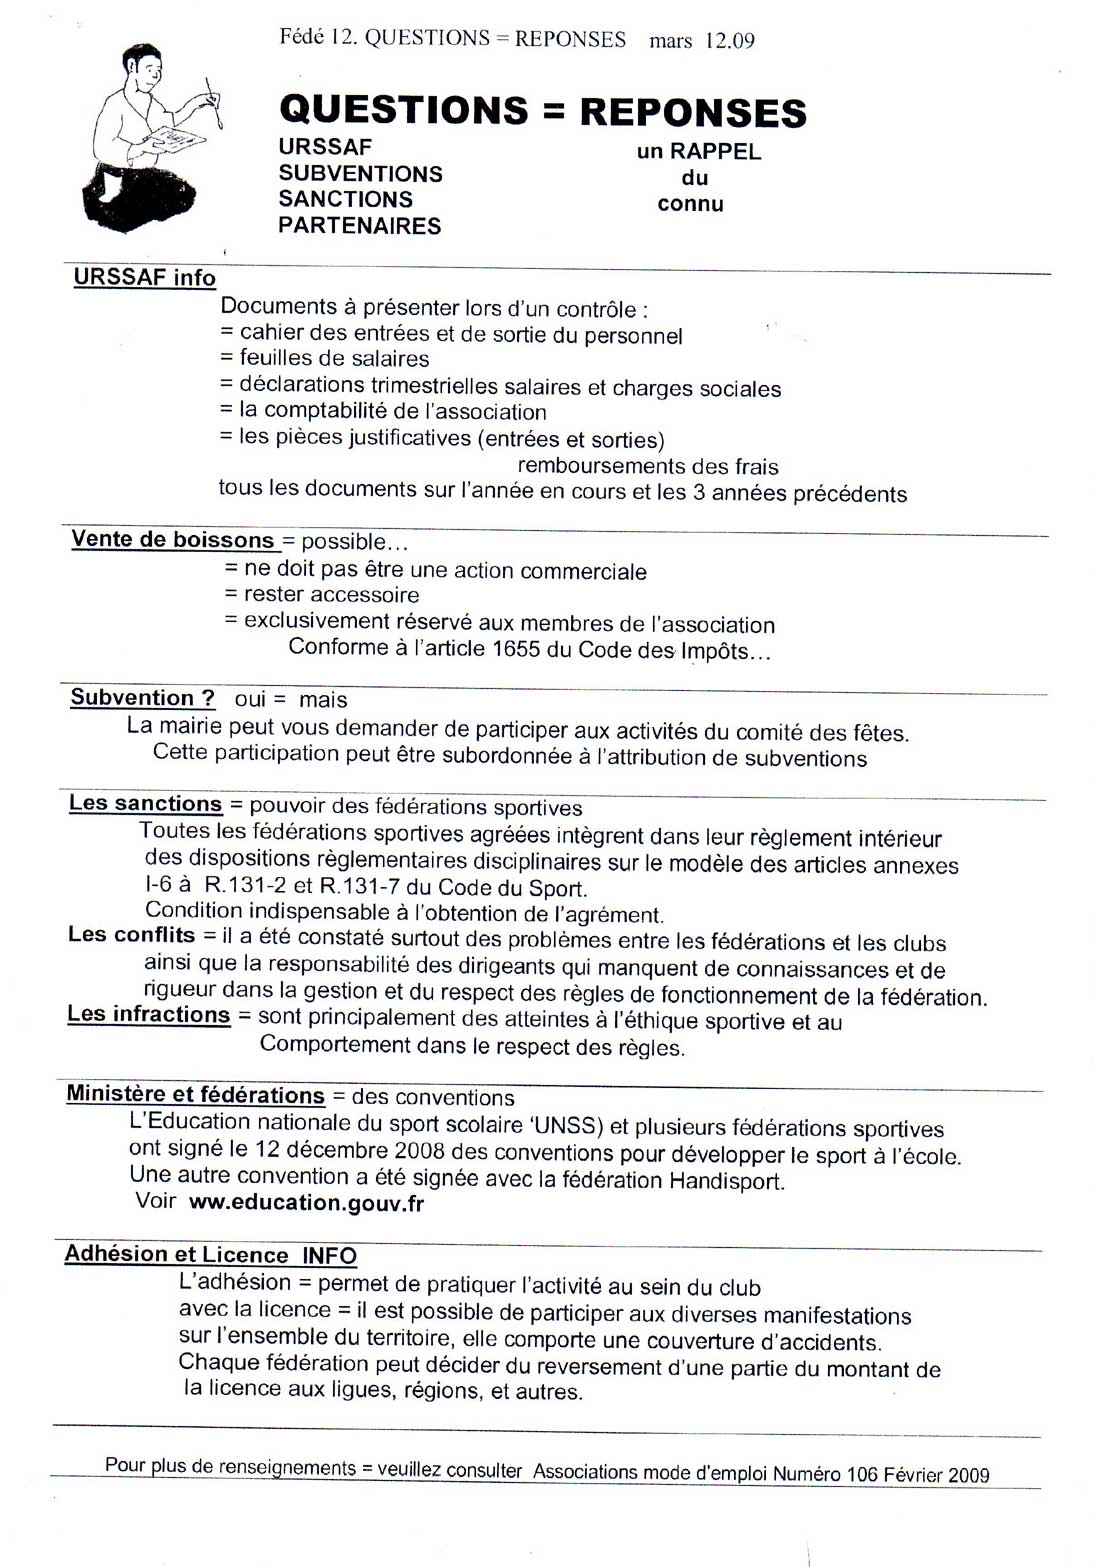 Fédé 12. QUESTIONS = REPONSES mars 12.09
QUESTIONS = REPONSES
URSSAF
SUBVENTIONS
SANCTIONS
PARTENAIRES
un RAPPEL
du
connu
URSSAF info
Documents à présenter lors d'un contrôle :
= cahier des entrées et de sortie du personnel
= feuilles de salaires
= déclarations trimestrielles salaires et charges sociales
= la comptabilité de l'association
= les pièces justificatives (entrées et sorties)
remboursements des frais
tous les documents sur l'année en cours et les 3 années précédents
Vente de boissons = possible…
= ne doit pas être une action commerciale
= rester accessoire
= exclusivement réservé aux membres de l'association
Conforme à l'article 1655 du Code des Impôts…
Subvention ? oui = mais
La mairie peut vous demander de participer aux activités du comité des fêtes.
Cette participation peut être subordonnée à l'attribution de subventions
Les sanctions = pouvoir des fédérations sportives
Toutes les fédérations sportives agréées intègrent dans leur règlement intérieur
des dispositions règlementaires disciplinaires sur le modèle des articles annexes
I-6 à R.131-2 et R.131-7 du Code du Sport.
Condition indispensable à l'obtention de l'agrément.
Les conflits = il a été constaté surtout des problèmes entre les fédérations et les clubs
ainsi que la responsabilité des dirigeants qui manquent de connaissances et de
rigueur dans la gestion et du respect des règles de fonctionnement de la fédération.
Les infractions = sont principalement des atteintes à l'éthique sportive et au
Comportement dans le respect des règles.
Ministère et fédérations = des conventions
L'Education nationale du sport scolaire 'UNSS) et plusieurs fédérations sportives
ont signé le 12 décembre 2008 des conventions pour développer le sport à l'école.
Une autre convention a été signée avec la fédération Handisport.
Voir ww.education.gouv.fr
Adhésion et Licence INFO
L'adhésion = permet de pratiquer l'activité au sein du club
avec la licence = il est possible de participer aux diverses manifestations
sur l'ensemble du territoire, elle comporte une couverture d'accidents.
Chaque fédération peut décider du reversement d'une partie du montant de
la licence aux ligues, régions, et autres.
Pour plus de renseignements = veuillez consulter Associations mode d'emploi Numéro 106 Février 2009